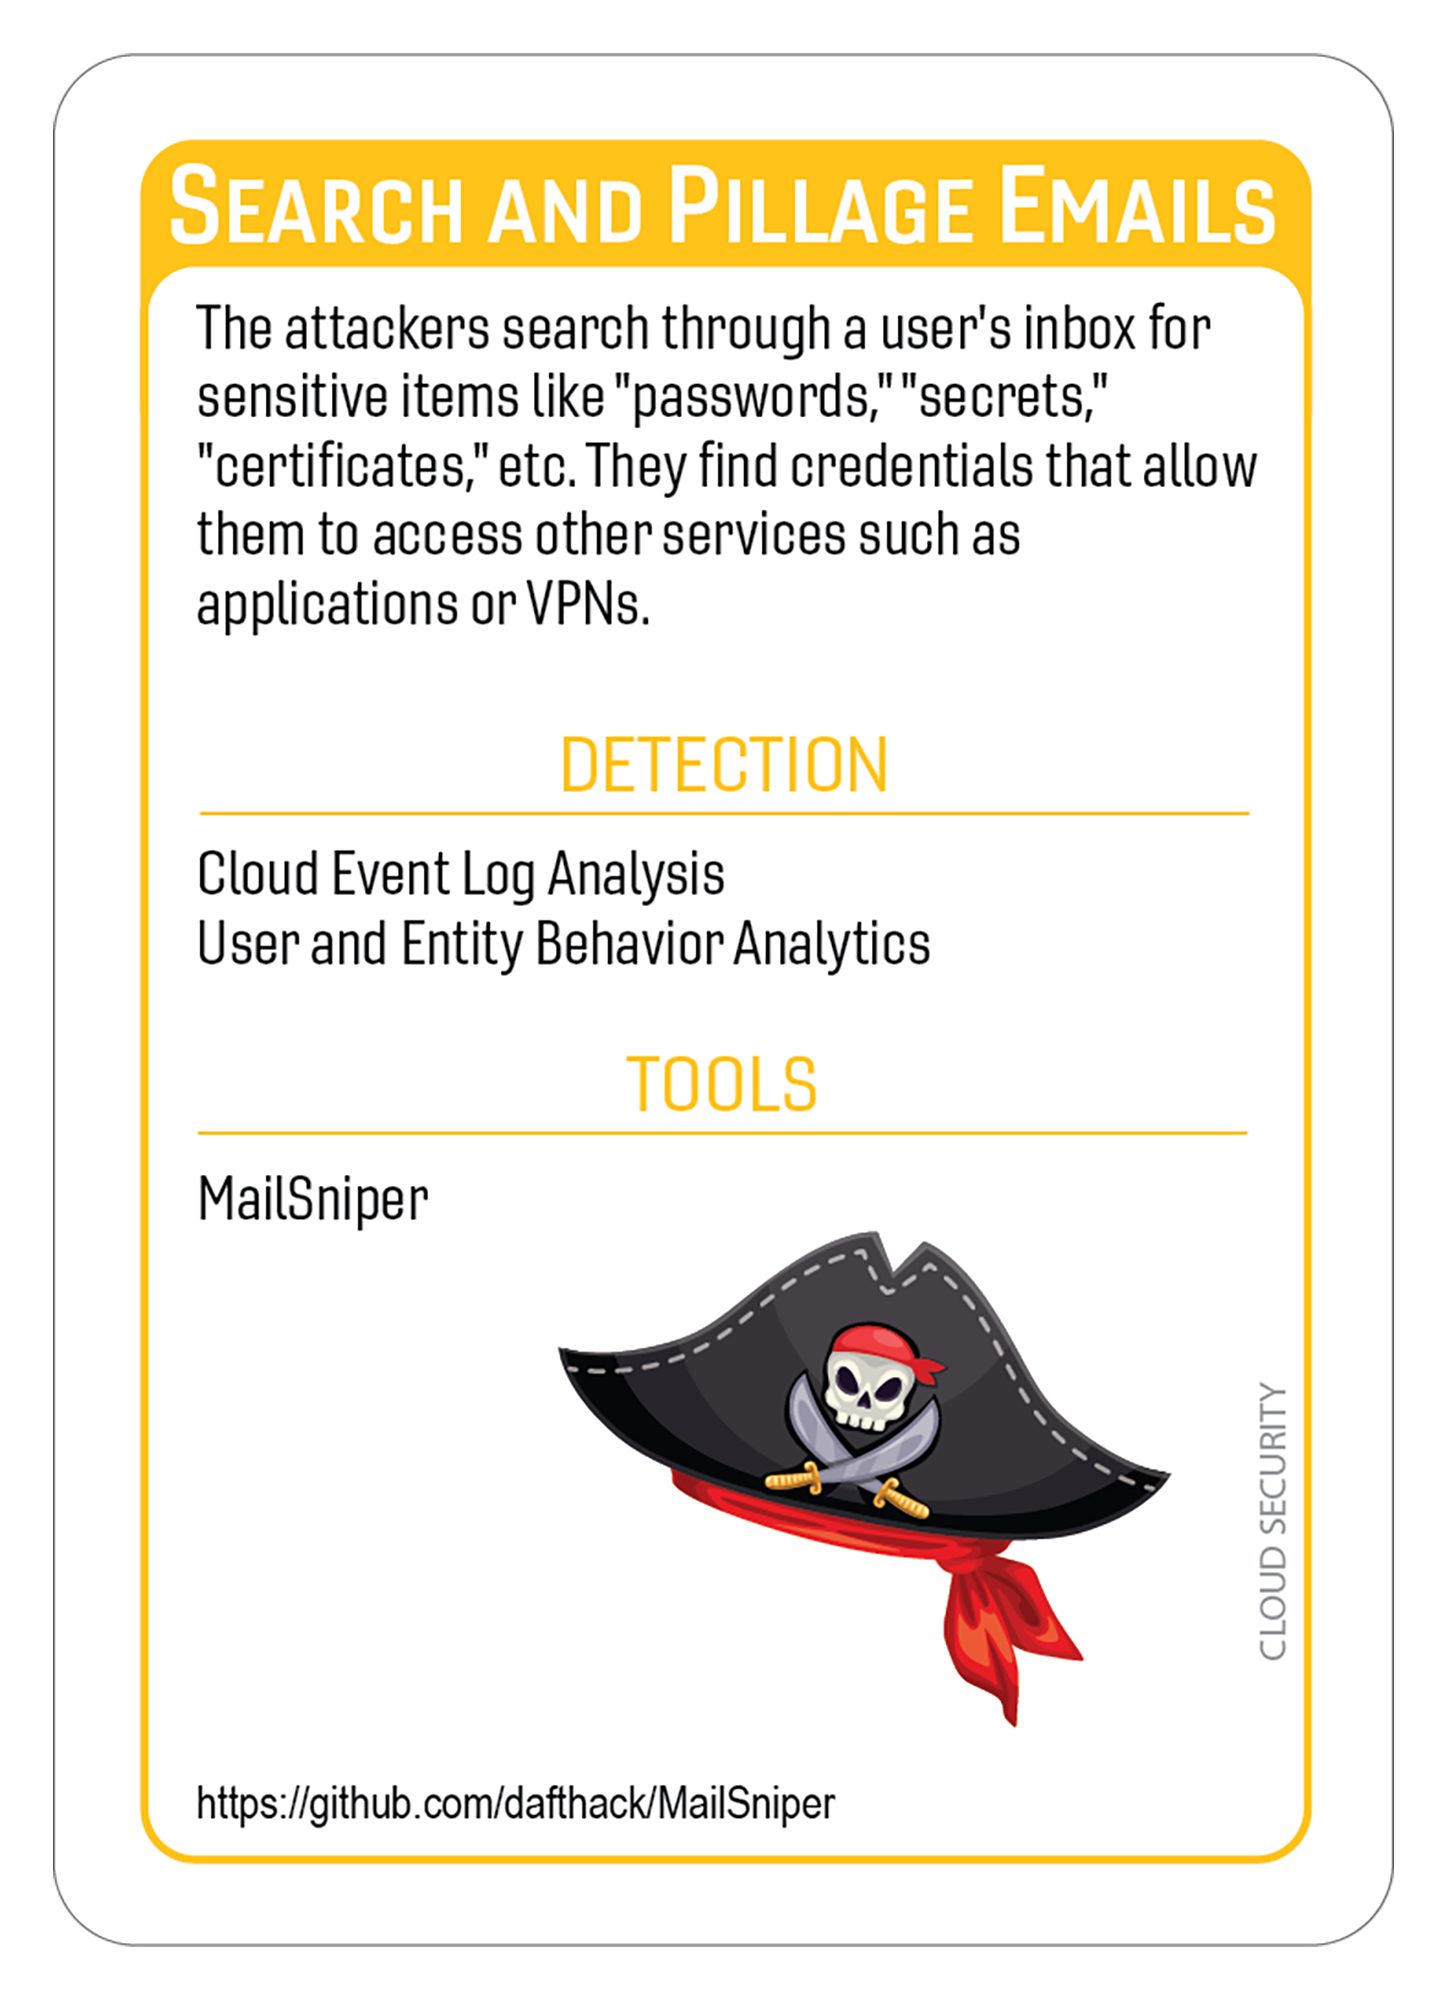 SEARCH AND PILLAGE EMAILS
The attackers search through a user's inbox for
sensitive items like "passwords," "secrets,"
"certificates," etc. They find credentials that allow
them to access other services such as
applications or VPNs.
DETECTION
Cloud Event Log Analysis
User and Entity Behavior Analytics
TOOLS
MailSniper
CLOUD SECURITY
https://github.com/dafthack/MailSniper